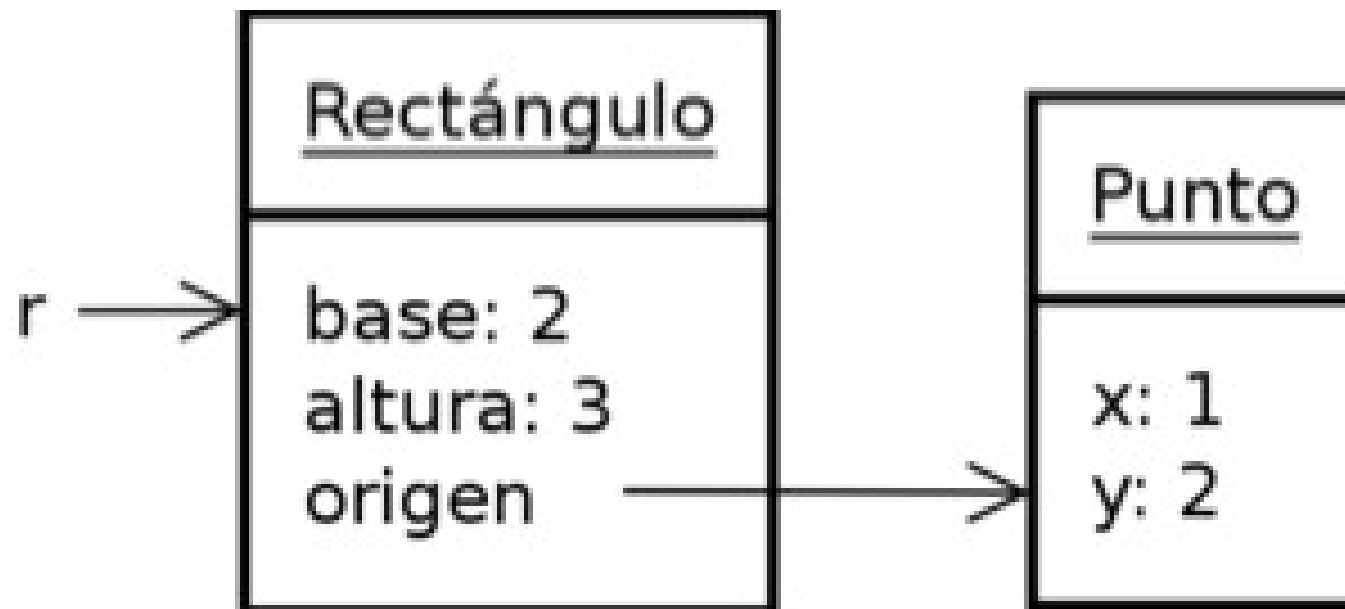 Rectángulo
r
base: 2
altura: 3
origen
Punto
x: 1
y: 2